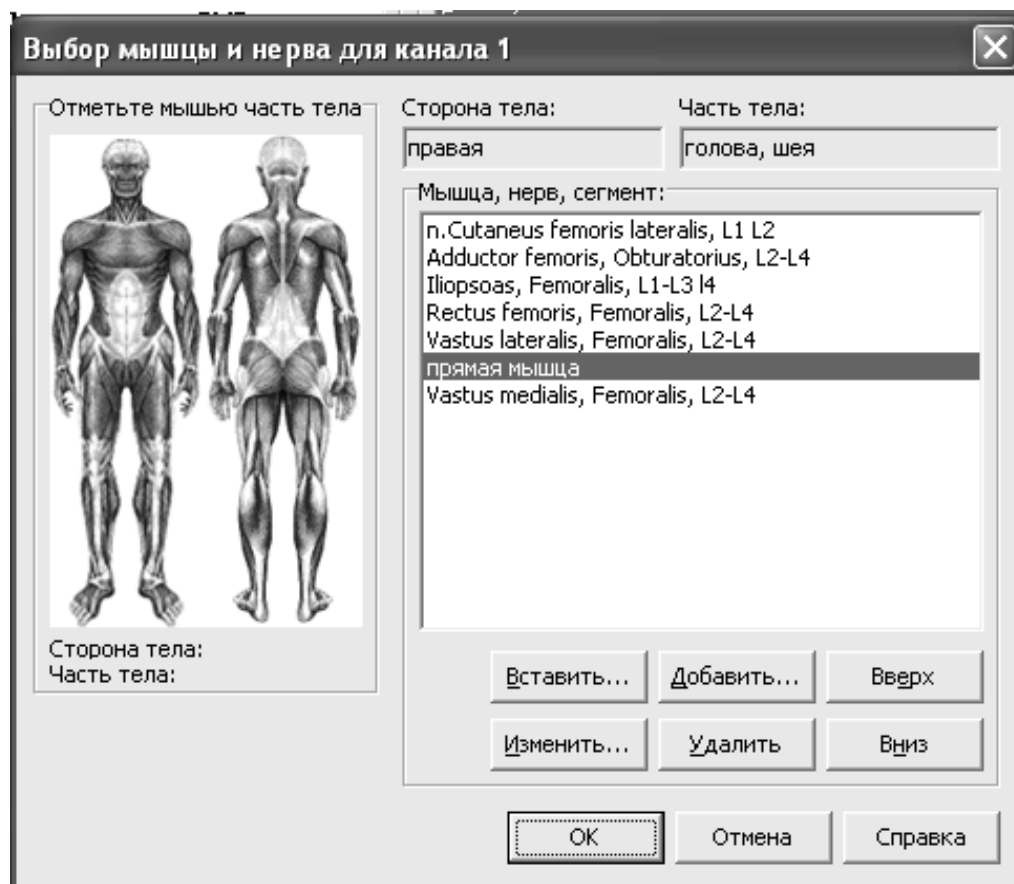 Выбор мышцы и нерва для канала 1
Отметьте мышью часть тела
Сторона тела:
Часть тела:
Сторона тела:
правая
Часть тела:
голова, шея
Мышца, нерв, сегмент:
n.Cutaneus femoris lateralis, L1 L2
Adductor femoris, Obturatorius, L2-L4
Iliopsoas, Femoralis, L1-L3 l4
Rectus femoris, Femoralis, L2-L4
Vastus lateralis, Femoralis, L2-L4
прямая мышца
Vastus medialis, Femoralis, L2-L4
Вставить...
Добавить...
Вверх
Изменить...
Удалить
Вниз
OK
Отмена
Справка